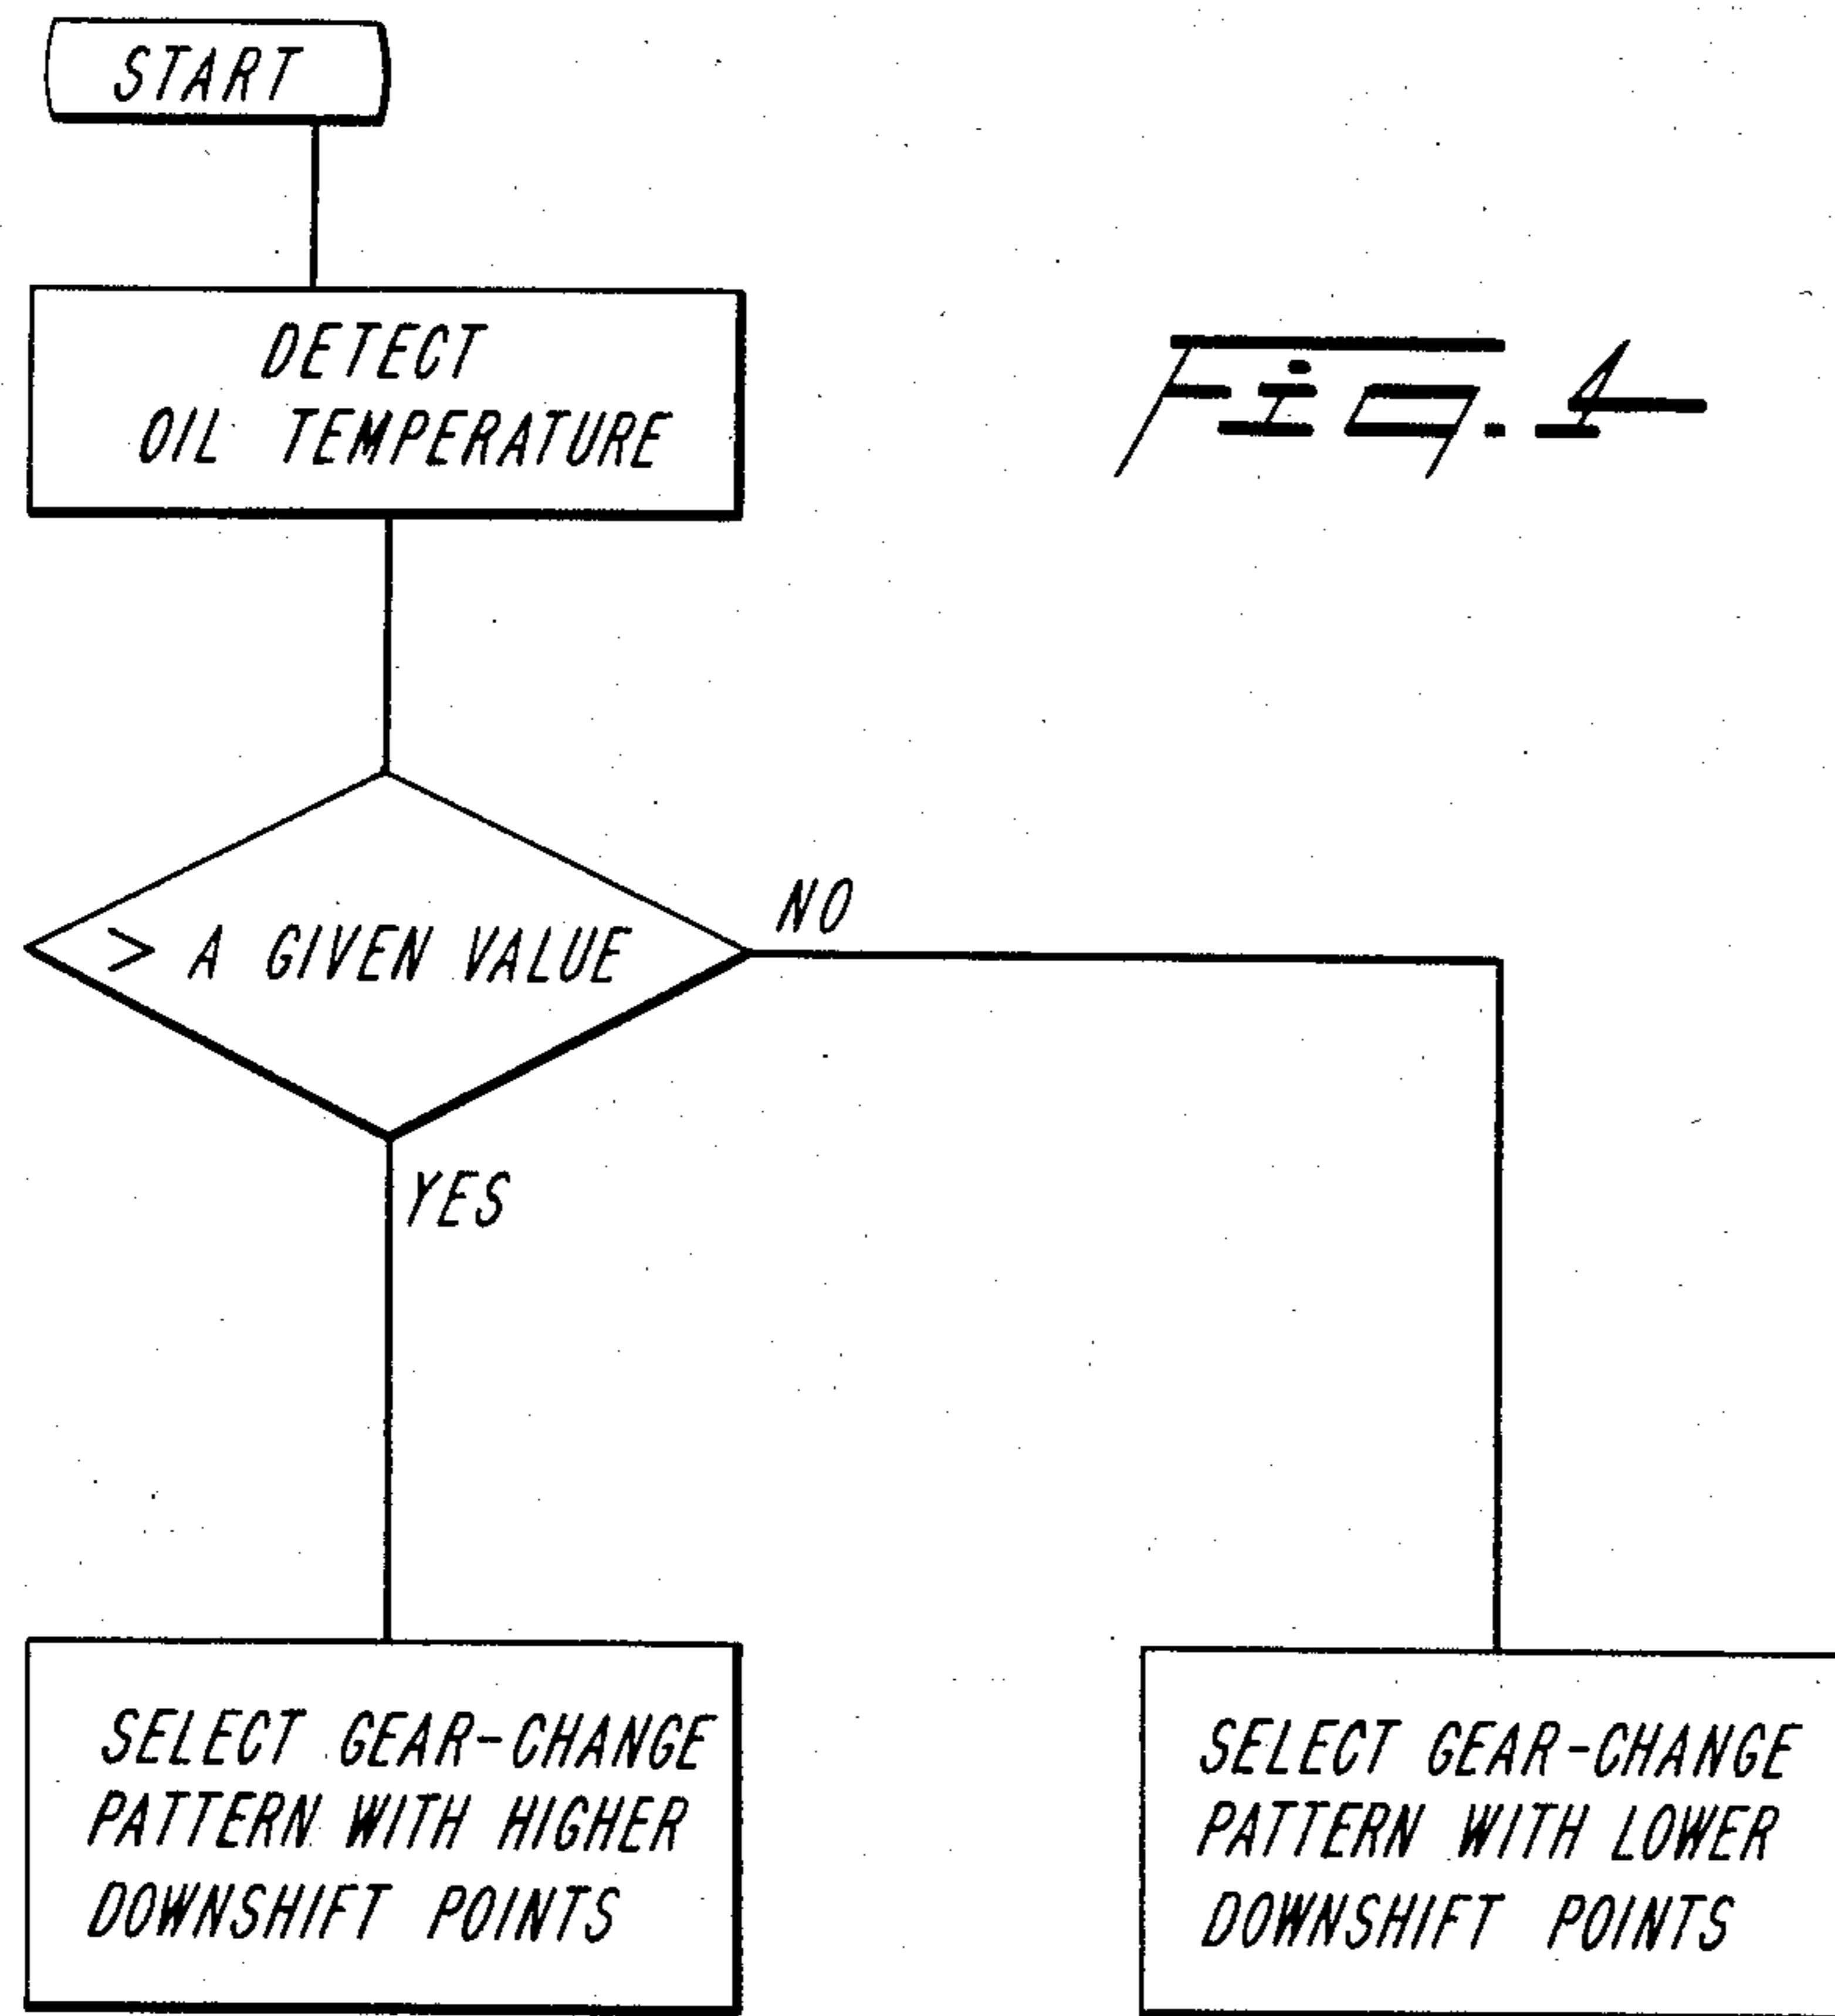 START
DETECT
OIL TEMPERATURE
Fig. 4
> A GIVEN VALUE
NO
YES
SELECT GEAR-CHANGE
PATTERN WITH HIGHER
DOWNSHIFT POINTS
SELECT GEAR-CHANGE
PATTERN WITH LOWER
DOWNSHIFT POINTS